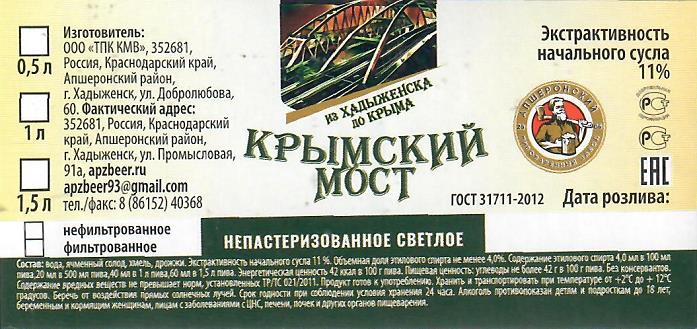 Изготовитель:
0,5 л
ООО «ТПК КМВ», 352681,
Россия, Краснодарский край,
Апшеронский район,
г. Хадыженск, ул. Добролюбова,
60. Фактический адрес:
1 л
352681, Россия, Краснодарский
край, Апшеронский район,
г. Хадыженск, ул. Промысловая,
91а, apzbeer.ru
apzbeer93@gmail.com
1,5 л
тел./факс: 8 (86152) 40368
нефильтрованное
фильтрованное
ИЗ ХАДЫЖЕНСКА
ДО КРЫМА
КРЫМСКИЙ
МОСТ
НЕПАСТЕРИЗОВАННОЕ СВЕТЛОЕ
Экстрактивность
начального сусла
11%
АПШЕРОНСКИЙ
ПИВОВАРЕННЫЙ ЗАВОД
ЕАС
ГОСТ 31711-2012
Дата розлива:
Состав: вода, ячменный солод, хмель, дрожжи. Экстрактивность начального сусла 11 %. Объемная доля этилового спирта не менее 4,0%. Содержание этилового спирта 4,0 мл в 100 мл
пива,20 мл в 500 мл пива,40 мл в 1 л пива,60 мл в 1,5 л пива. Энергетическая ценность 42 ккал в 100 г пива. Пищевая ценность: углеводы не более 42 г в 100 г пива. Без консервантов.
Содержание вредных веществ не превышает норм, установленных ТР/ТС 021/2011. Продукт готов к употреблению. Хранить и транспортировать при температуре от +2°С до + 12°С
градусов. Беречь от воздействия прямых солнечных лучей. Срок годности при соблюдении условия хранения 24 часа. Алкоголь противопоказан детям и подросткам до 18 лет,
беременным и кормящим женщинам, лицам с заболеваниями с ЦНС, печени, почек и других органов пищеварения.